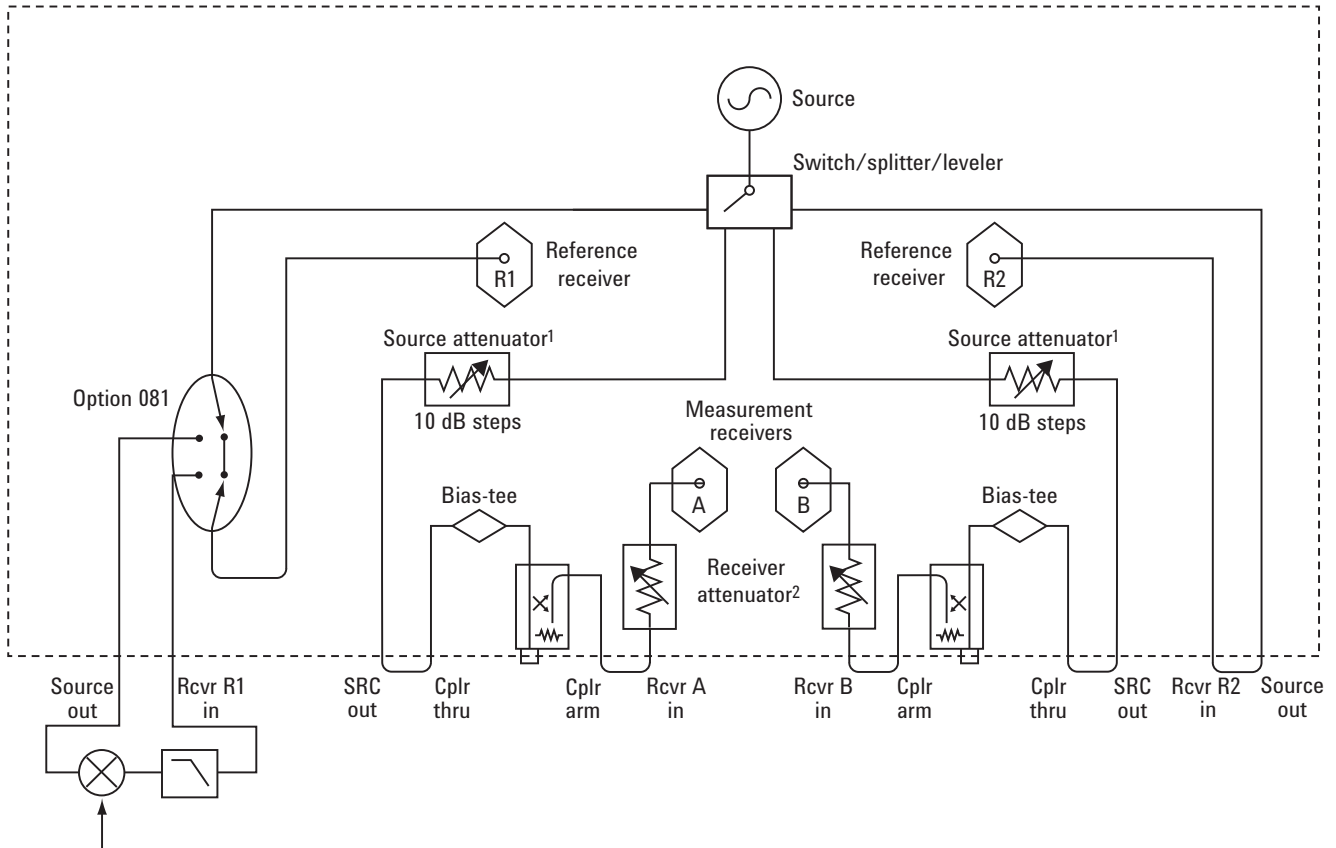 Source
Switch/splitter/leveler
Reference
receiver
R1
Reference
receiver
R2
Source attenuator1
10 dB steps
Source attenuator1
10 dB steps
Option 081
Measurement
receivers
A
B
Bias-tee
Bias-tee
Receiver
attenuator2
Source
out
Rcvr R1
in
SRC
out
Cplr
thru
Cplr
arm
Rcvr A
in
Rcvr B
in
Cplr
arm
Cplr
thru
SRC
out
Rcvr R2
in
Source
out